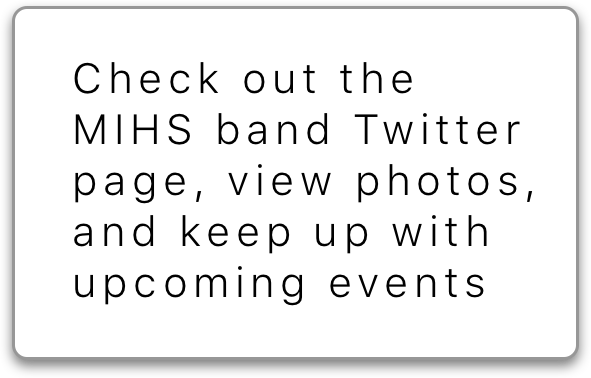 Check out the
MIHS band Twitter
page, view photos,
and keep up with
upcoming events